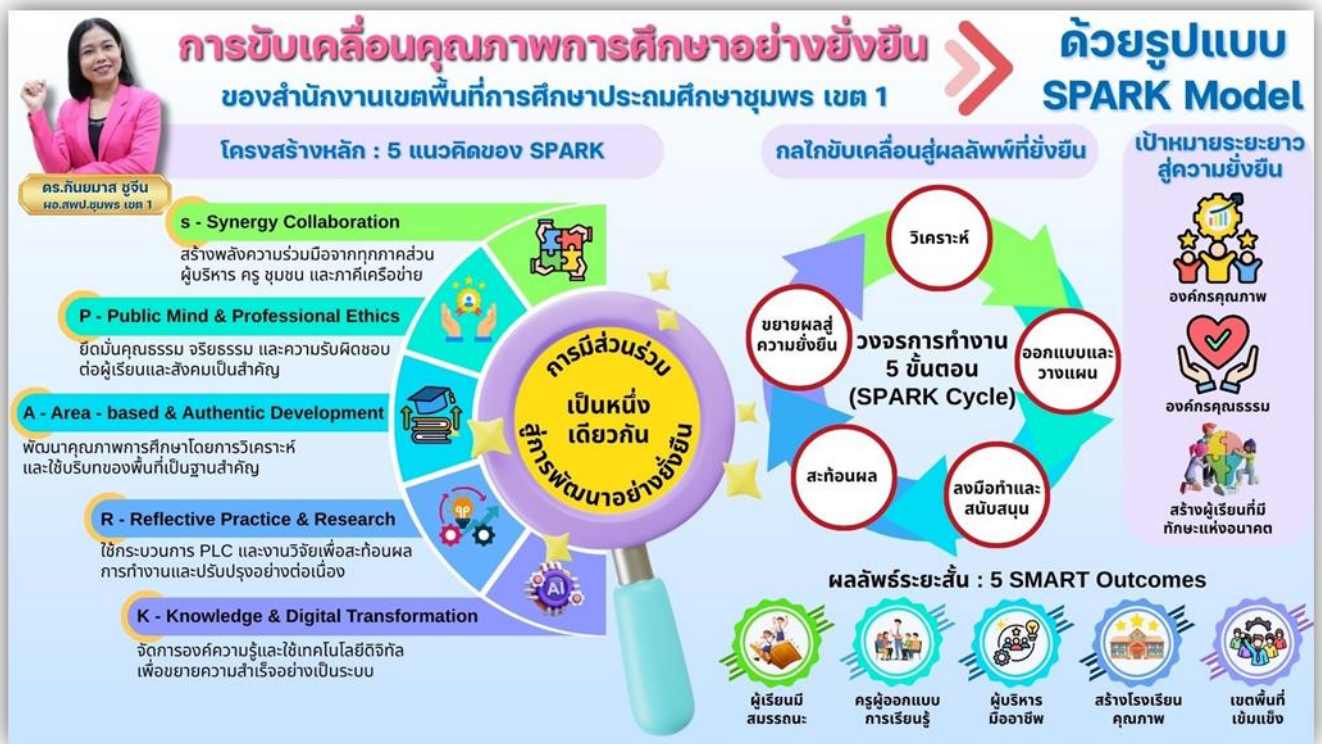 การขับเคลื่อนคุณภาพการศึกษาอย่างยั่งยืน
ของสำนักงานเขตพื้นที่การศึกษาประถมศึกษาชุมพร เขต 1
ด้วยรูปแบบ
SPARK Model
ดร.กันยมาส ชูจีน
ผอ.สพป.ชุมพร เขต 1
โครงสร้างหลัก : 5 แนวคิดของ SPARK
s - Synergy Collaboration
สร้างพลังความร่วมมือจากทุกภาคส่วน
ผู้บริหาร ครู ชุมชน และภาคีเครือข่าย
P - Public Mind & Professional Ethics
ยึดมั่นคุณธรรม จริยธรรม และความรับผิดชอบ
ต่อผู้เรียนและสังคมเป็นสำคัญ
A - Area - based & Authentic Development
พัฒนาคุณภาพการศึกษาโดยการวิเคราะห์
และใช้บริบทของพื้นที่เป็นฐานสำคัญ
R - Reflective Practice & Research
ใช้กระบวนการ PLC และงานวิจัยเพื่อสะท้อนผล
การทำงานและปรับปรุงอย่างต่อเนื่อง
K - Knowledge & Digital Transformation
จัดการองค์ความรู้และใช้เทคโนโลยีดิจิทัล
เพื่อขยายความสำเร็จอย่างเป็นระบบ
AI
การมีส่วนร่วม
เป็นหนึ่ง
เดียวกัน
สู่การพัฒนาอย่างยั่งยืน
กลไกขับเคลื่อนสู่ผลลัพพ์ที่ยั่งยืน
วิเคราะห์
ออกแบบและ
วางแผน
ลงมือทำและ
สนับสนุน
สะท้อนผล
ขยายผลสู่
ความยั่งยืน
วงจรการทำงาน
5 ขั้นตอน
(SPARK Cycle)
เป้าหมายระยะยาว
สู่ความยั่งยืน
องค์กรคุณภาพ
องค์กรคุณธรรม
สร้างผู้เรียนที่มี
ทักษะแห่งอนาคต
ผลลัพธ์ระยะสั้น : 5 SMART Outcomes
ผู้เรียนมี
สมรรถนะ
ครูผู้ออกแบบ
การเรียนรู้
ผู้บริหาร
มืออาชีพ
สร้างโรงเรียน
คุณภาพ
เขตพื้นที่
เข้มแข็ง